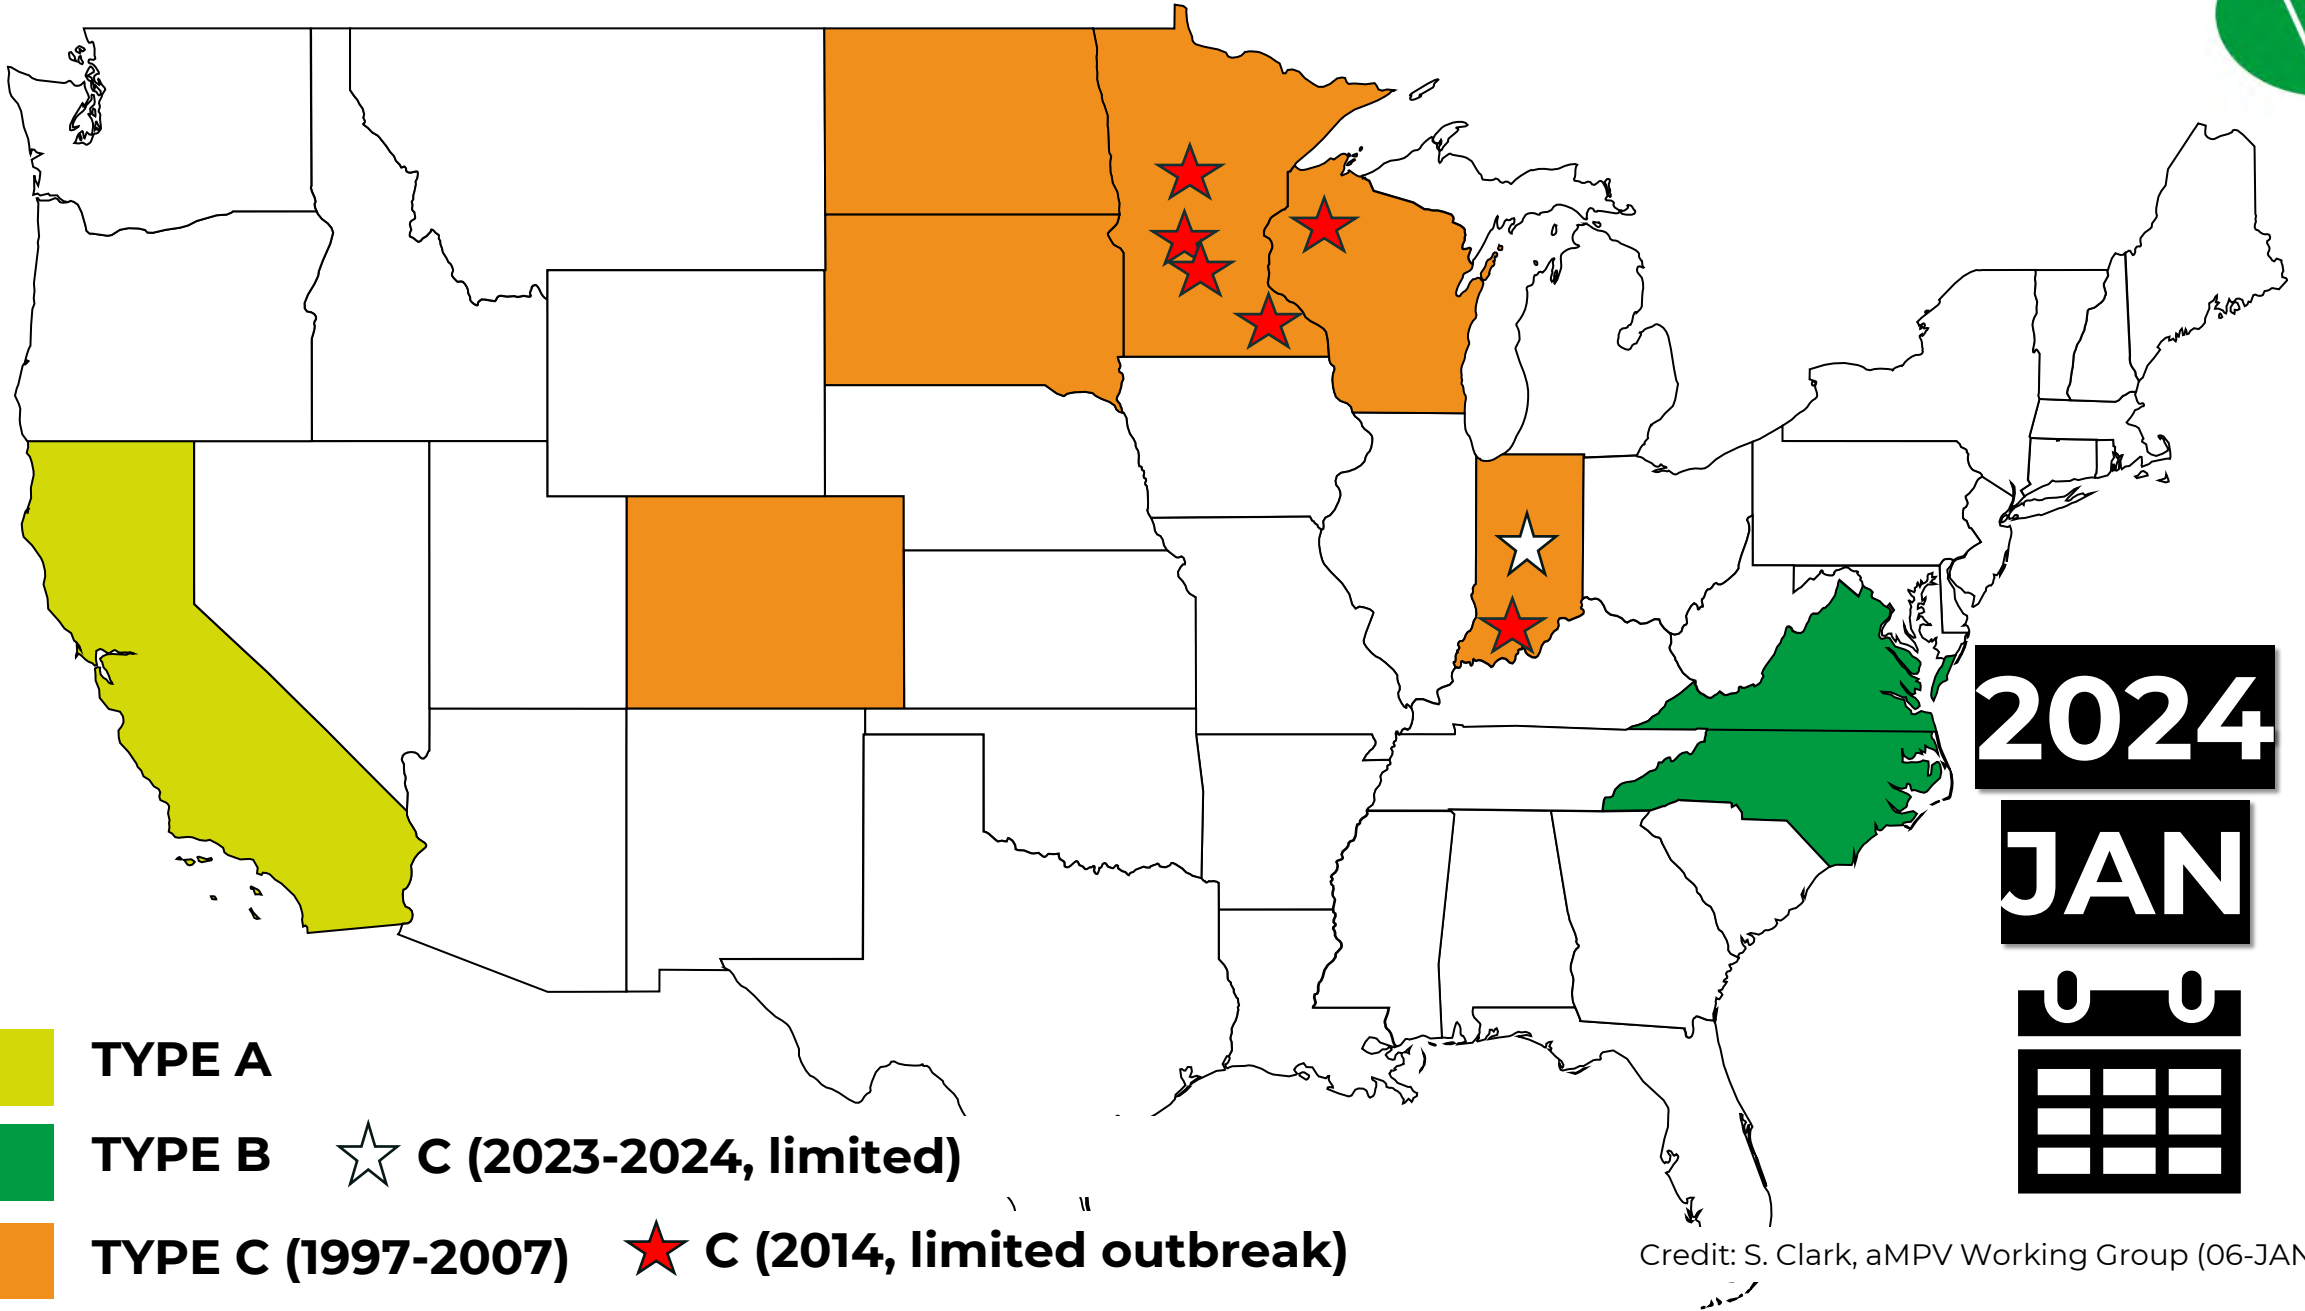 2024
JAN
TYPE A
TYPE B
C (2023-2024, limited)
TYPE C (1997-2007)
C (2014, limited outbreak)
Credit: S. Clark, aMPV Working Group (06-JAN